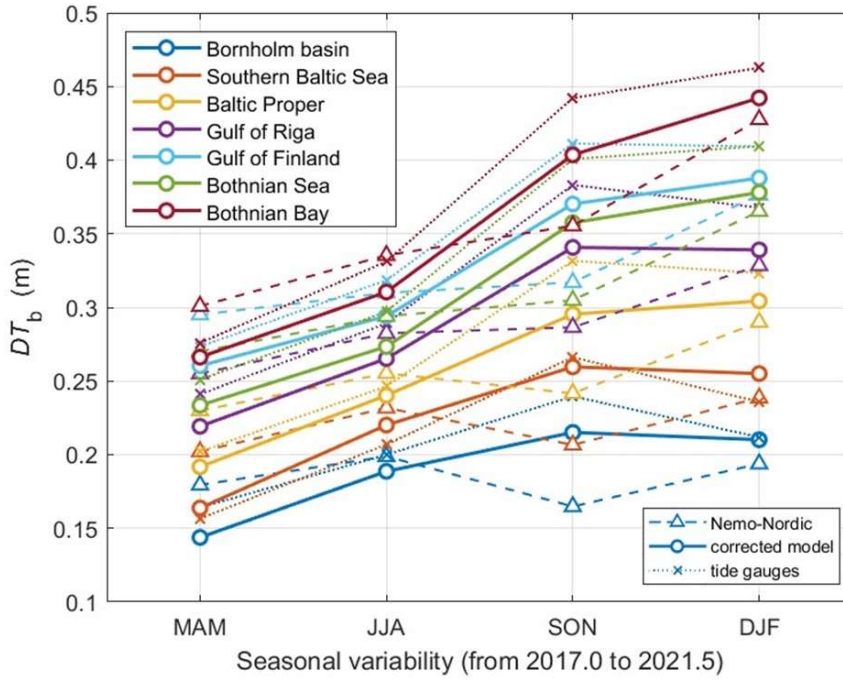 0.5
0.45
0.4
0.35
0.3
0.25
0.2
0.15
0.1
DT_b (m)
Bornholm basin
Southern Baltic Sea
Baltic Proper
Gulf of Riga
Gulf of Finland
Bothnian Sea
Bothnian Bay
Nemo-Nordic
corrected model
tide gauges
MAM JJA SON DJF
Seasonal variability (from 2017.0 to 2021.5)